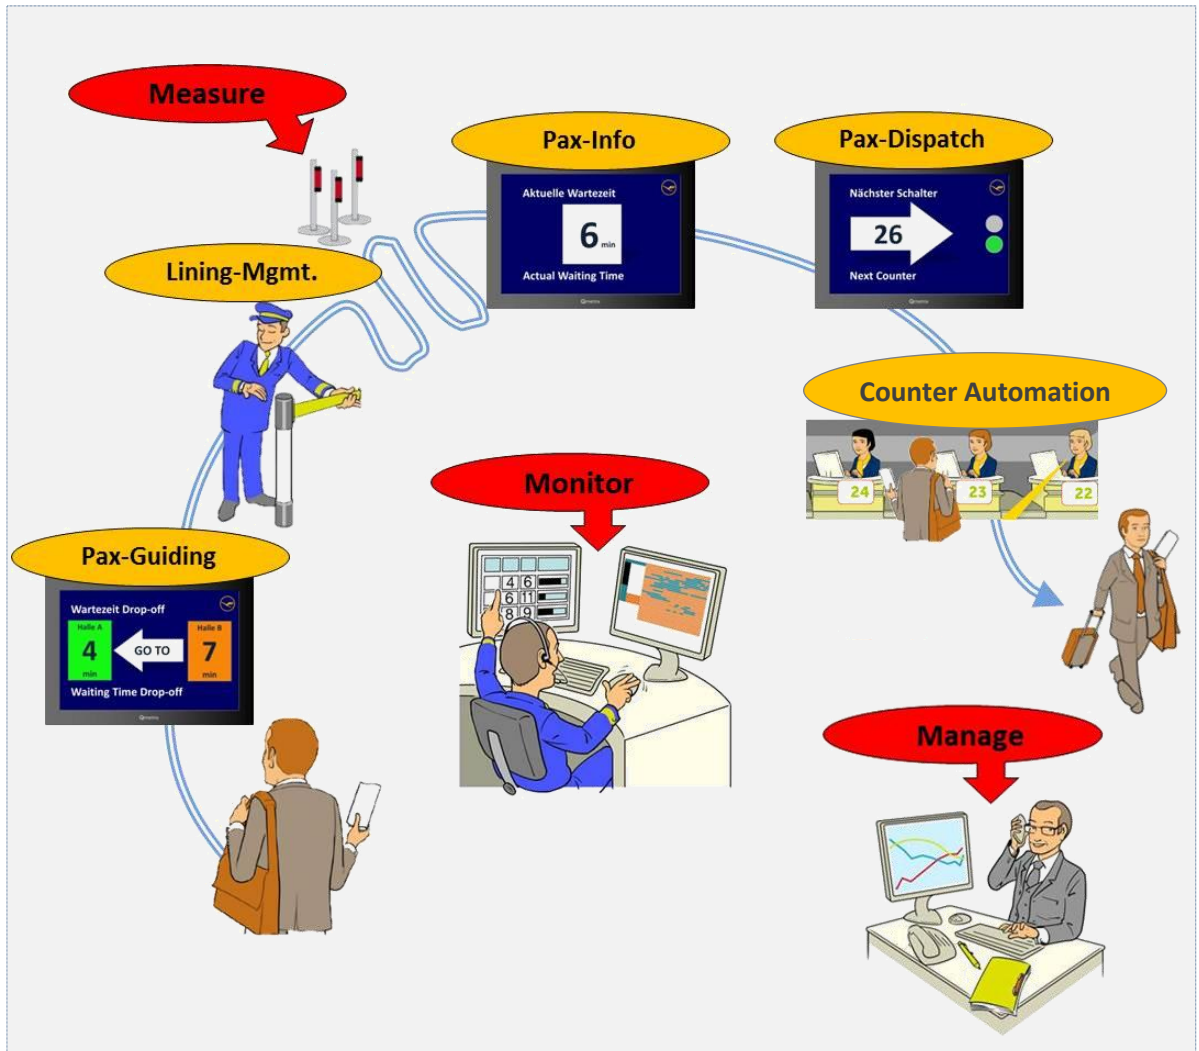 Measure
Pax-Info
Pax-Dispatch
Aktuelle Wartezeit
6 min
Actual Waiting Time
Nächster Schalter
26
Next Counter
Lining-Mgmt.
Counter Automation
24
23
22
Monitor
4 6
6 11
8 9
Pax-Guiding
Wartezeit Drop-off
Halle A
4
min
GO TO
Halle B
7
min
Waiting Time Drop-off
Manage